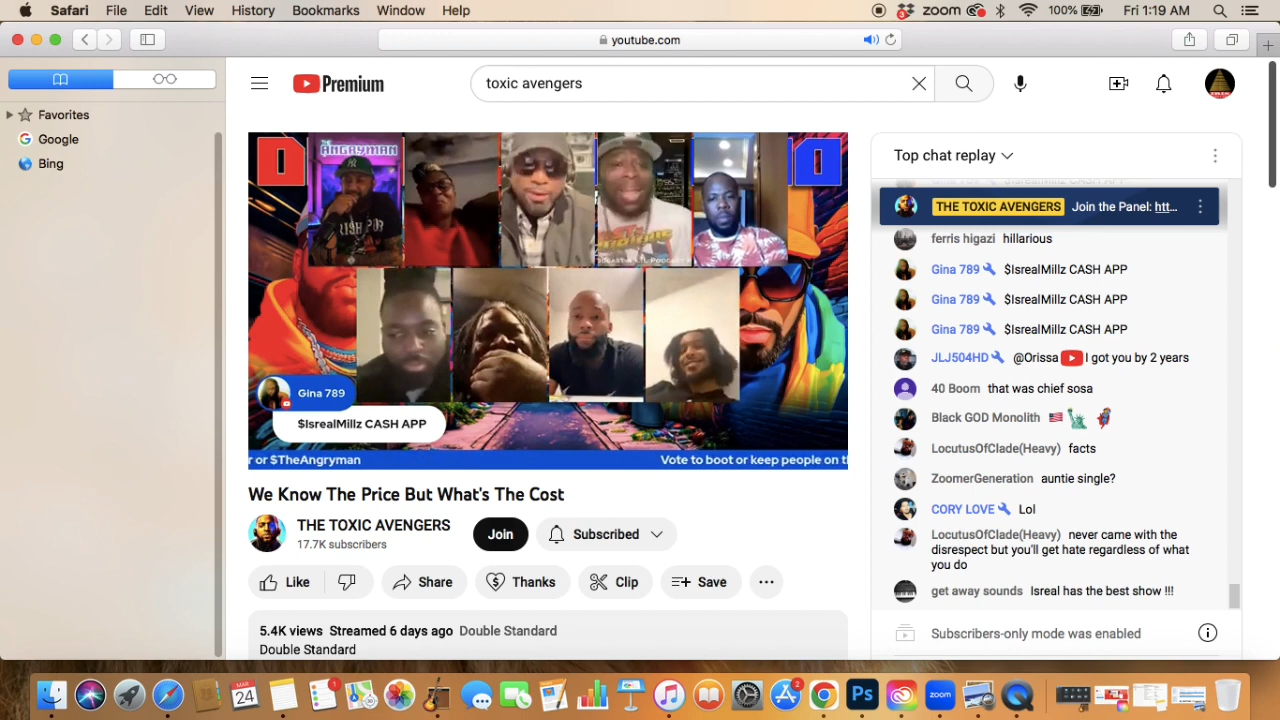 Safari File Edit View History Bookmarks Window Help
zoom 100% Fri 1:19 AM
youtube.com
Favorites
Google
Bing
Premium
toxic avengers
ANGRYMAN
Gina 789
$IsrealMillz CASH APP
r or $TheAngryman Vote to boot or keep people on t
We Know The Price But What's The Cost
THE TOXIC AVENGERS
17.7K subscribers
Join
Subscribed
Like
Share
Thanks
Clip
Save
5.4K views Streamed 6 days ago Double Standard
Double Standard
Top chat replay
THE TOXIC AVENGERS Join the Panel: htt...
ferris higazi hillarious
Gina 789 $IsrealMillz CASH APP
Gina 789 $IsrealMillz CASH APP
Gina 789 $IsrealMillz CASH APP
JLJ504HD @Orissa I got you by 2 years
40 Boom that was chief sosa
Black GOD Monolith
LocutusOfClade(Heavy) facts
ZoomerGeneration auntie single?
CORY LOVE Lol
LocutusOfClade(Heavy) never came with the
disrespect but you'll get hate regardless of what
you do
get away sounds Isreal has the best show !!!
Subscribers-only mode was enabled
MAR
24
1
2
Ps
zoom